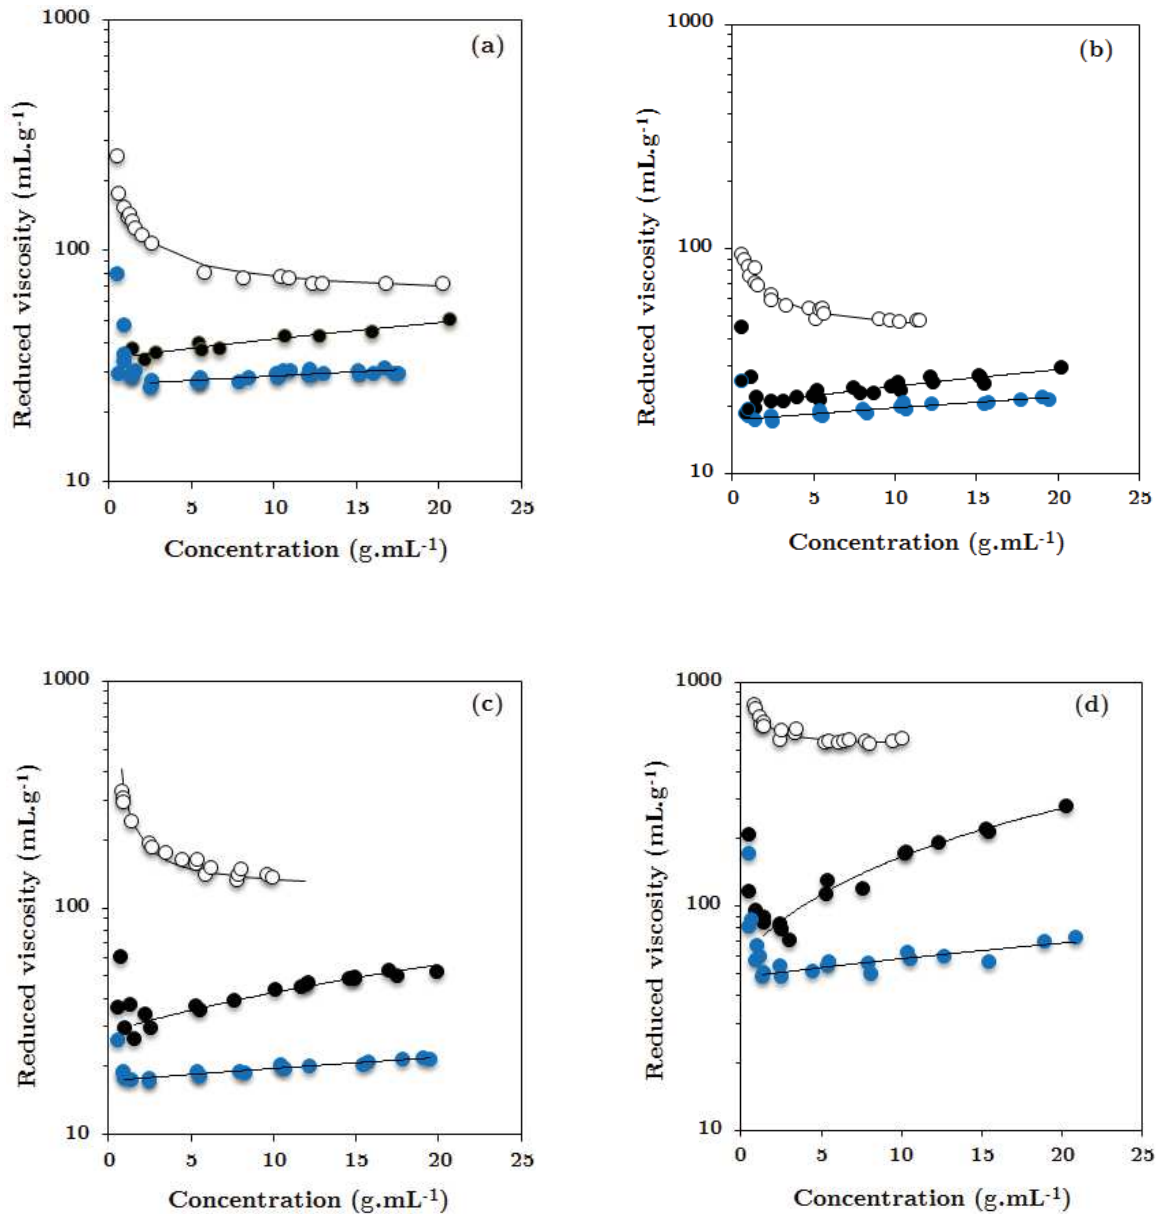 (a)
Reduced viscosity (mL.g-1)
1000
100
10
0 5 10 15 20 25
Concentration (g.mL-1)
(b)
Reduced viscosity (mL.g-1)
1000
100
10
0 5 10 15 20 25
Concentration (g.mL-1)
(c)
Reduced viscosity (mL.g-1)
1000
100
10
0 5 10 15 20 25
Concentration (g.mL-1)
(d)
Reduced viscosity (mL.g-1)
1000
100
10
0 5 10 15 20 25
Concentration (g.mL-1)